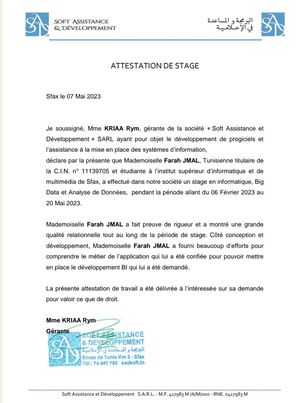 SOFT ASSISTANCE
& DÉVELOPPEMENT
البرمجة و المساعدة
في الإعلامية
ATTESTATION DE STAGE
Sfax le 07 Mai 2023
Je soussigné, Mme KRIAA Rym, gérante de la société « Soft Assistance et
Développement » SARL ayant pour objet le développement de progiciels et
l'assistance à la mise en place des systèmes d'information,
déclare par la présente que Mademoiselle Farah JMAL, Tunisienne titulaire de
la C.I.N. n° 11139705 et étudiante à l'institut supérieur d'informatique et de
multimédia de Sfax, a effectué dans notre société un stage en informatique, Big
Data et Analyse de Données, pendant la période allant du 06 Février 2023 au
20 Mai 2023.
Mademoiselle Farah JMAL a fait preuve de rigueur et a montré une grande
qualité relationnelle tout au long de la période de stage. Côté conception et
développement, Mademoiselle Farah JMAL a fourni beaucoup d'efforts pour
comprendre le métier de l'application qui lui a été confiée pour pouvoir mettre
en place le développement BI qui lui a été demandé.
La présente attestation de travail a été délivrée à l'intéressée sur sa demande
pour valoir ce que de droit.
Mme KRIAA Rym
Gérante
SOFT ASSISTANCE
& DEVELOPPEMENT
Route de Tunis Km 3 - Sfax
Tél: 74 441 765
Soft Assistance et Développement S.A.R.L. - M.F. 417983 M /A/M/000 - RNE. 0417983 M